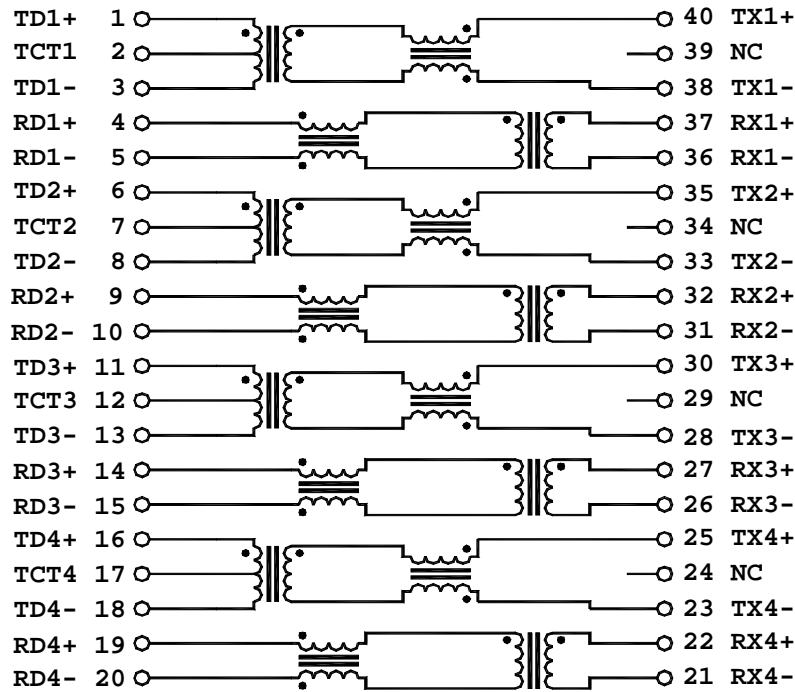 TD1+ 1 40 TX1+
TCT1 2 39 NC
TD1- 3 38 TX1-
RD1+ 4 37 RX1+
RD1- 5 36 RX1-
TD2+ 6 35 TX2+
TCT2 7 34 NC
TD2- 8 33 TX2-
RD2+ 9 32 RX2+
RD2- 10 31 RX2-
TD3+ 11 30 TX3+
TCT3 12 29 NC
TD3- 13 28 TX3-
RD3+ 14 27 RX3+
RD3- 15 26 RX3-
TD4+ 16 25 TX4+
TCT4 17 24 NC
TD4- 18 23 TX4-
RD4+ 19 22 RX4+
RD4- 20 21 RX4-